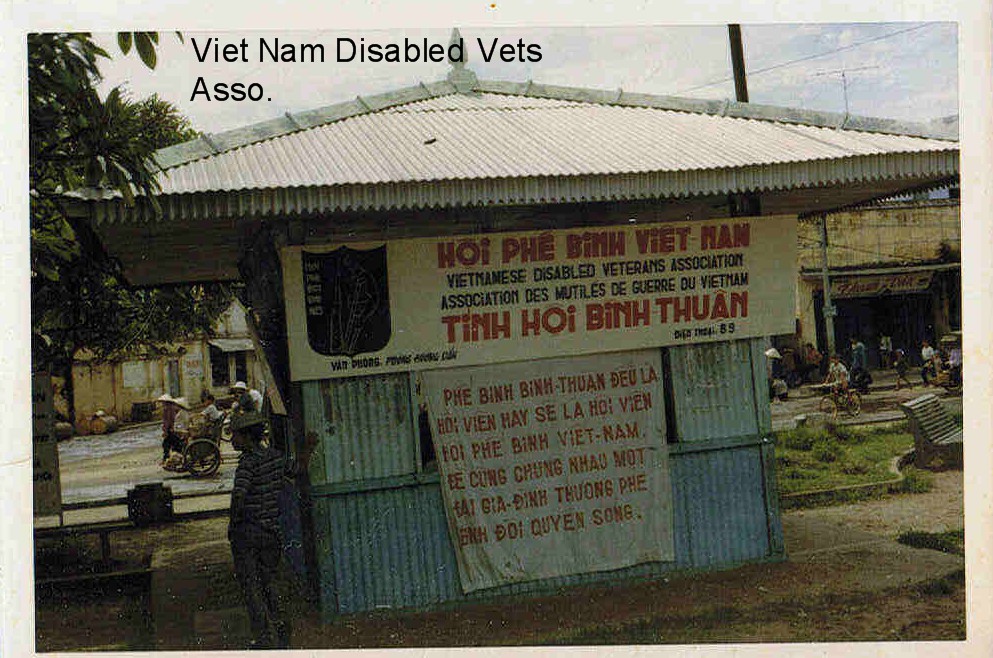 Viet Nam Disabled Vets
Asso.
HỘI PHẾ BINH VIỆT-NAM
VIETNAMESE DISABLED VETERANS ASSOCIATION
ASSOCIATION DES MUTILÉS DE GUERRE DU VIETNAM
TỈNH HỘI BÌNH THUẬN
VĂN PHÒNG.
ĐIỆN THOẠI. 59
PHẾ BINH BÌNH-THUẬN ĐỀU LÀ
HỘI VIÊN HAY SẼ LÀ HỘI VIÊN
HỘI PHẾ BINH VIỆT-NAM.
ĐỂ CÙNG CHUNG NHAU MỘT
ĐẠI GIA-ĐÌNH THƯƠNG PHẾ
BINH ĐÒI QUYỀN SỐNG.